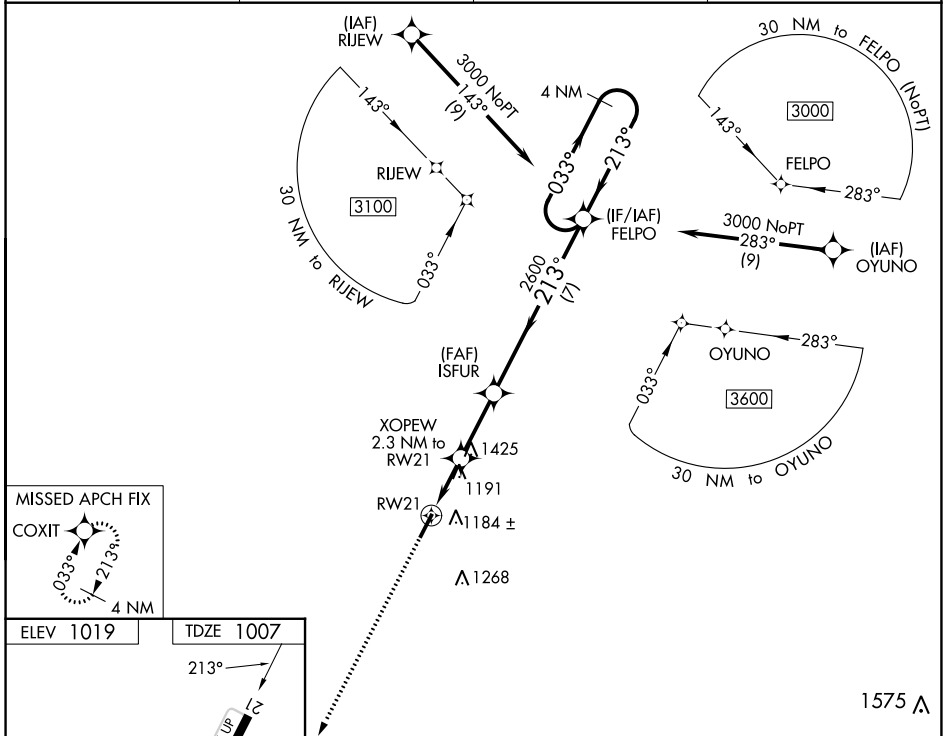 (IAF)
RIJEW
3000 NoPT
143°
(9)
4 NM
033°
213°
30 NM to FELPO (NoPT)
3000
143°
FELPO
283°
143°
RIJEW
3100
033°
30 NM to RIJEW
(IF/IAF)
FELPO
3000 NoPT
283°
(9)
(IAF)
OYUNO
2600
213°
(7)
(FAF)
ISFUR
OYUNO
283°
033°
3600
30 NM to OYUNO
XOPEW
2.3 NM to
RW21
1425
1191
RW21
1184 ±
1268
MISSED APCH FIX
COXIT
033°
213°
4 NM
ELEV 1019
TDZE 1007
213°
21
UP
1575